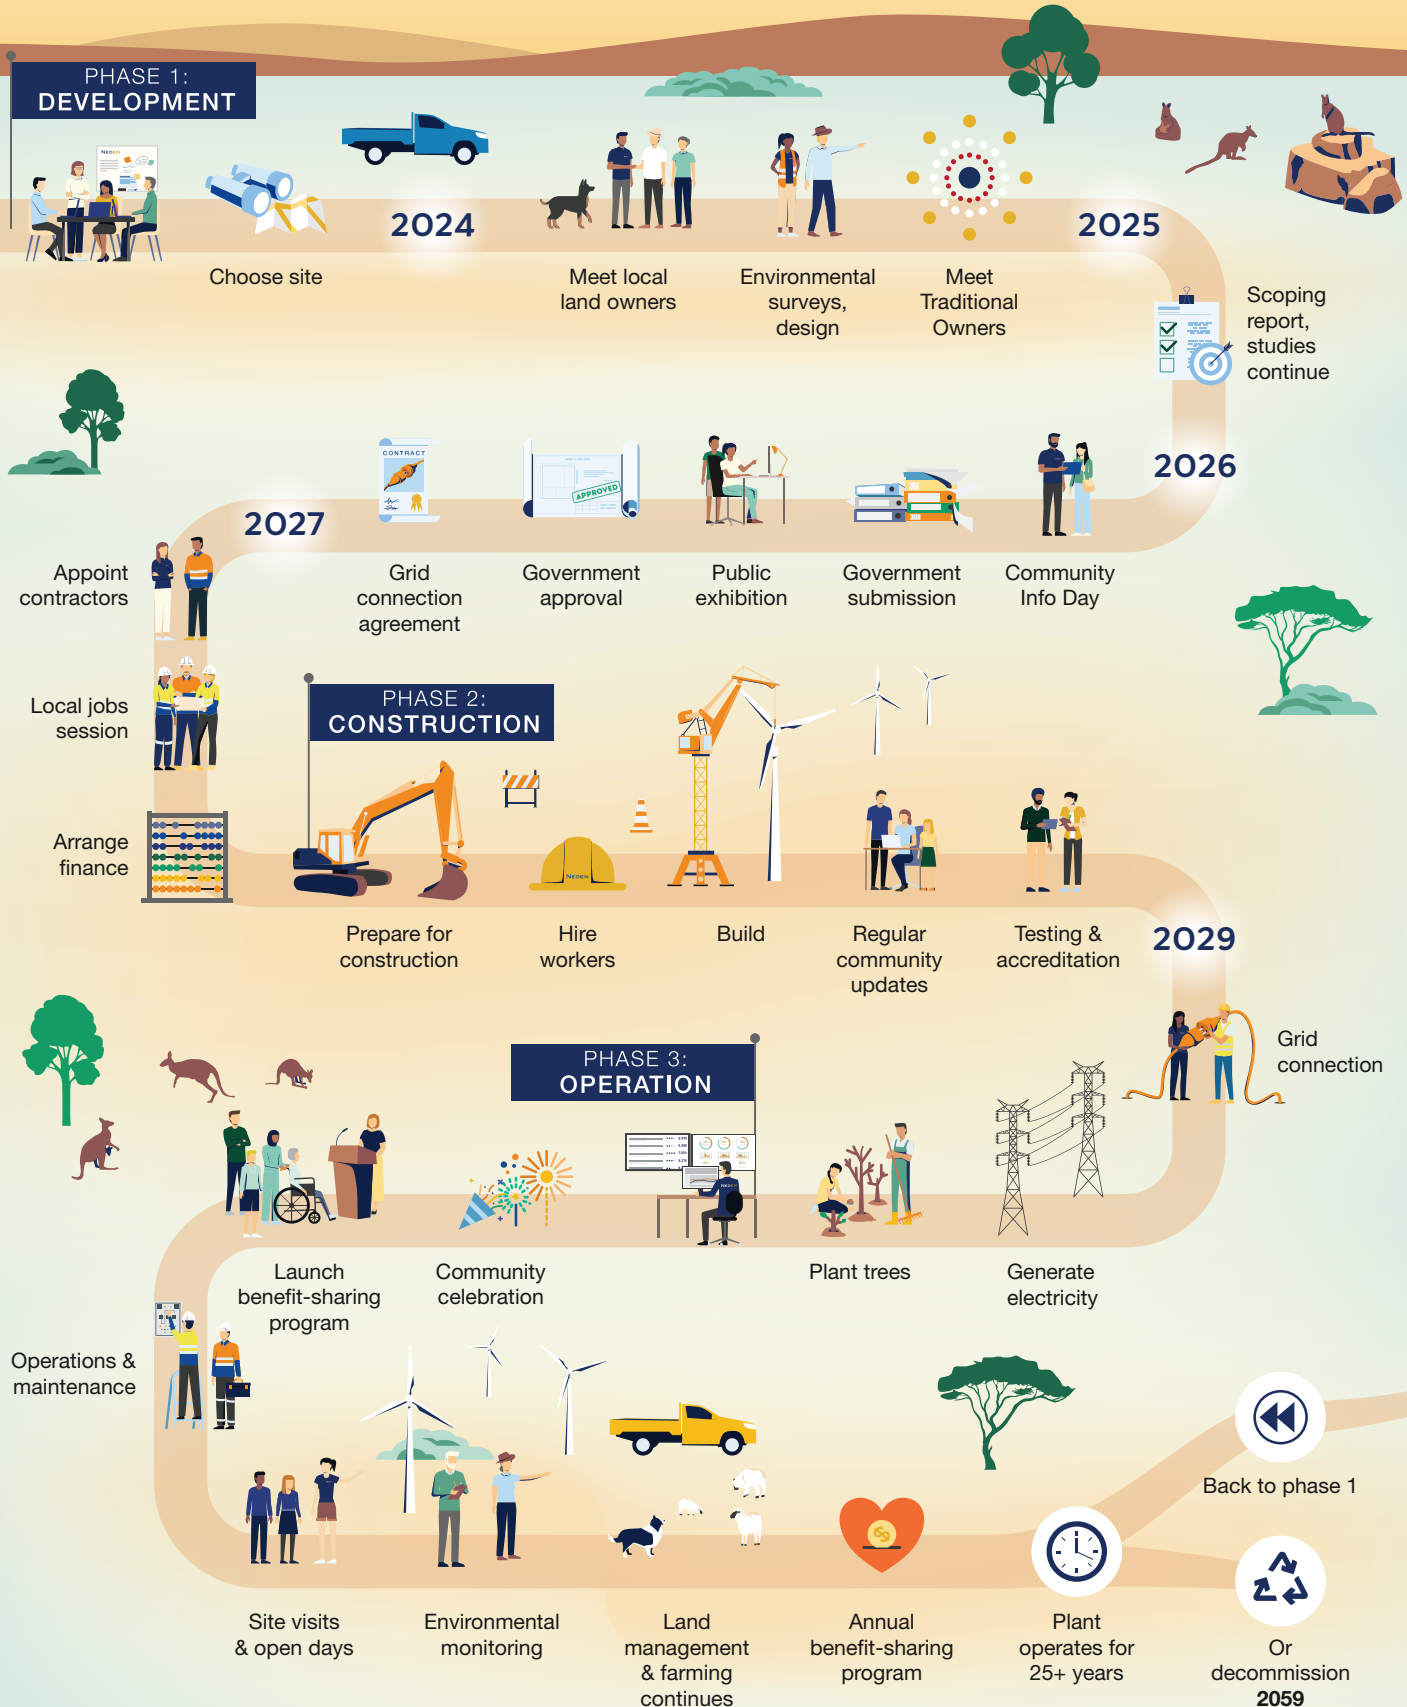 PHASE 1:
DEVELOPMENT
NEOEN
Choose site
2024
Meet local
land owners
Environmental
surveys,
design
Meet
Traditional
Owners
2025
Scoping
report,
studies
continue
2026
Community
Info Day
Government
submission
Public
exhibition
APPROVED
Government
approval
CONTRACT
Grid
connection
agreement
2027
Appoint
contractors
Local jobs
session
Arrange
finance
PHASE 2:
CONSTRUCTION
Prepare for
construction
NEOEN
Hire
workers
Build
Regular
community
updates
Testing &
accreditation
2029
Grid
connection
Generate
electricity
Plant trees
PHASE 3:
OPERATION
NEOEN
Community
celebration
Launch
benefit-sharing
program
Operations &
maintenance
Site visits
& open days
Environmental
monitoring
Land
management
& farming
continues
Annual
benefit-sharing
program
Plant
operates for
25+ years
Back to phase 1
Or
decommission
2059